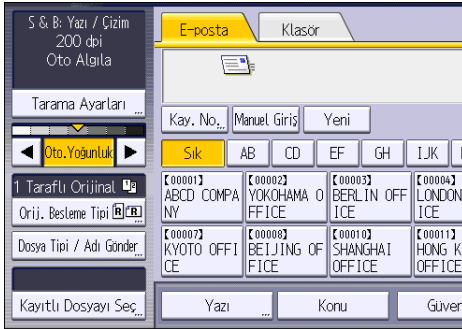 S & B: Yazı / Çizim
200 dpi
Oto Algıla
Tarama Ayarları
Oto.Yoğunluk
1 Taraflı Orijinal
Orij. Besleme Tipi
Dosya Tipi / Adı Gönder
Kayıtlı Dosyayı Seç
E-posta
Klasör
Kay. No.
Manuel Giriş
Yeni
Sık
AB
CD
EF
GH
IJK
[00001]
ABCD COMPA
NY
[00002]
YOKOHAMA O
FFICE
[00003]
BERLIN OFF
ICE
[00004]
LONDON
ICE
[00007]
KYOTO OFFI
CE
[00008]
BEIJING OF
FICE
[00010]
SHANGHAI
OFFICE
[00011]
HONG K
OFFICE
Yazı
Konu
Güven